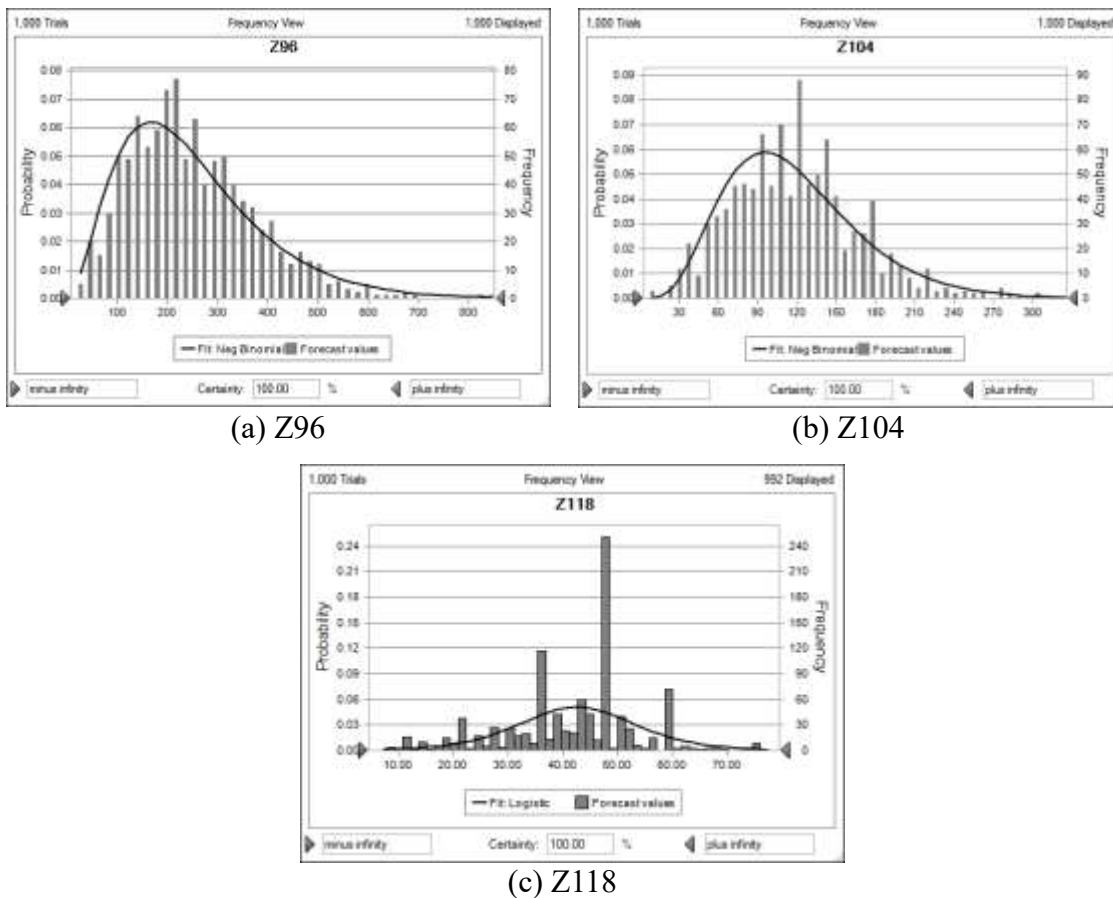 1,000 Trials Frequency View 1,000 Displayed
Z96
0.08 80
0.07 70
0.06 60
0.05 50
0.04 40
0.03 30
0.02 20
0.01 10
0.00 0
Probability
Frequency
100 200 300 400 500 600 700 800
Fit: Neg Binomial Forecast values
minus infinity Certainty: 100.00 % plus infinity
(a) Z96
1,000 Trials Frequency View 1,000 Displayed
Z104
0.09 90
0.08 80
0.07 70
0.06 60
0.05 50
0.04 40
0.03 30
0.02 20
0.01 10
0.00 0
Probability
Frequency
30 60 90 120 150 180 210 240 270 300
Fit: Neg Binomial Forecast values
minus infinity Certainty: 100.00 % plus infinity
(b) Z104
1,000 Trials Frequency View 992 Displayed
Z118
0.24 240
0.21 210
0.18 180
0.15 150
0.12 120
0.09 90
0.06 60
0.03 30
0.00 0
Probability
Frequency
10.00 20.00 30.00 40.00 50.00 60.00 70.00
Fit: Logistic Forecast values
minus infinity Certainty: 100.00 % plus infinity
(c) Z118